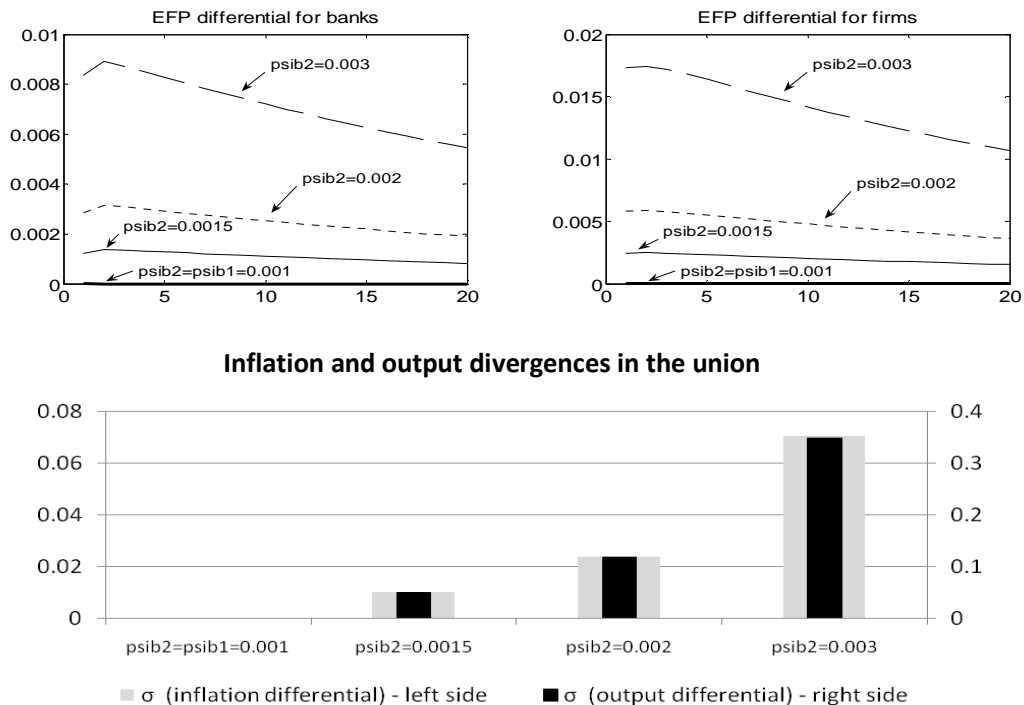 EFP differential for banks
0.01
0.008
0.006
0.004
0.002
0
0 5 10 15 20
psib2=0.003
psib2=0.002
psib2=0.0015
psib2=psib1=0.001
EFP differential for firms
0.02
0.015
0.01
0.005
0
0 5 10 15 20
psib2=0.003
psib2=0.002
psib2=0.0015
psib2=psib1=0.001
Inflation and output divergences in the union
0.08
0.06
0.04
0.02
0
0.4
0.3
0.2
0.1
0
psib2=psib1=0.001 psib2=0.0015 psib2=0.002 psib2=0.003
σ (inflation differential) - left side σ (output differential) - right side